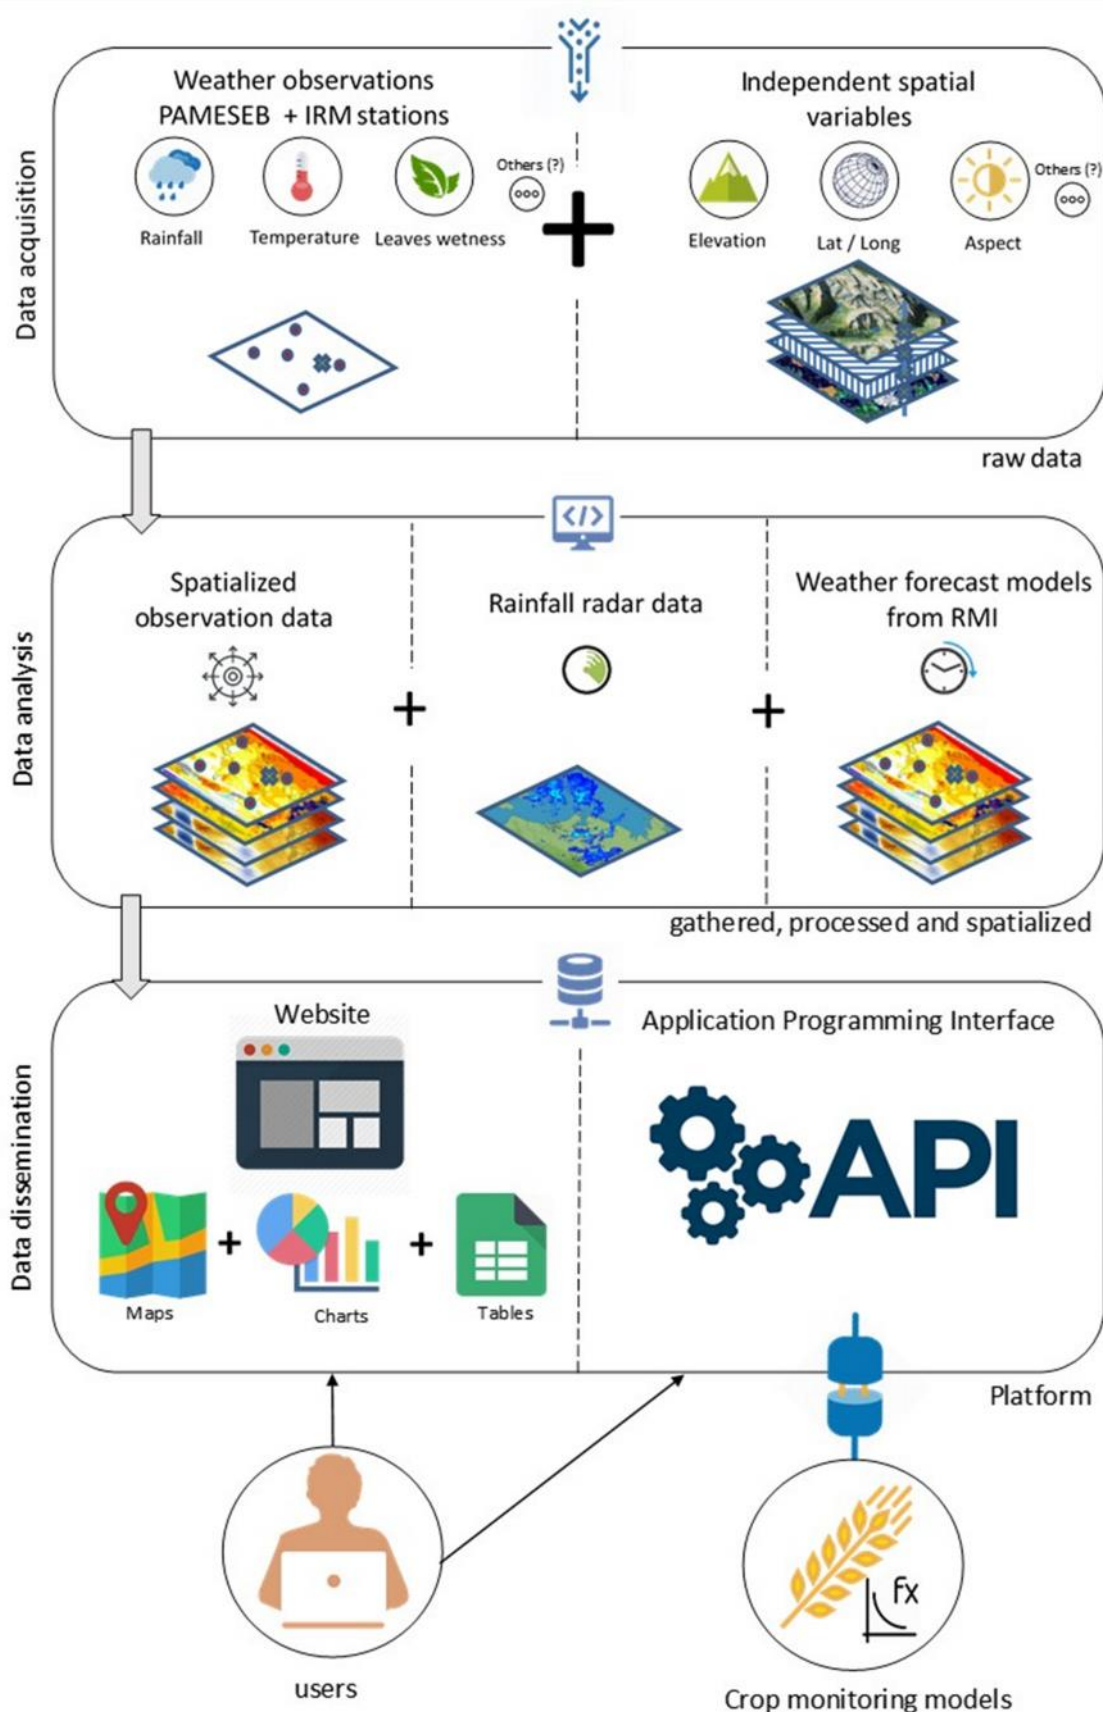 Data acquisition
Weather observations
PAMESEB + IRM stations
Rainfall
Temperature
Leaves wetness
Others (?)
Independent spatial
variables
Elevation
Lat / Long
Aspect
Others (?)
raw data
Data analysis
</>
Spatialized
observation data
Rainfall radar data
Weather forecast models
from RMI
gathered, processed and spatialized
Data dissemination
Website
Maps
Charts
Tables
Application Programming Interface
API
Platform
users
fx
Crop monitoring models